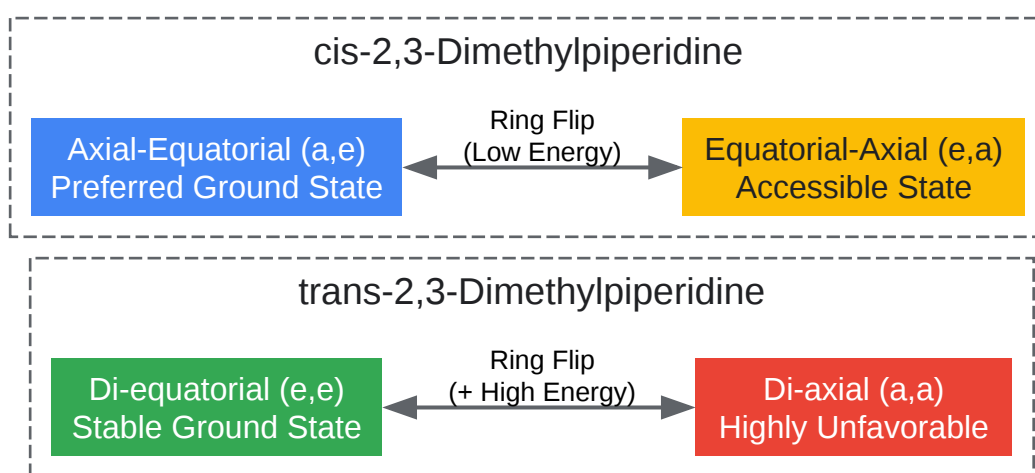 cis-2,3-Dimethylpiperidine
Axial-Equatorial (a,e)
Preferred Ground State
Ring Flip
(Low Energy)
Equatorial-Axial (e,a)
Accessible State
trans-2,3-Dimethylpiperidine
Di-equatorial (e,e)
Stable Ground State
Ring Flip
(+ High Energy)
Di-axial (a,a)
Highly Unfavorable